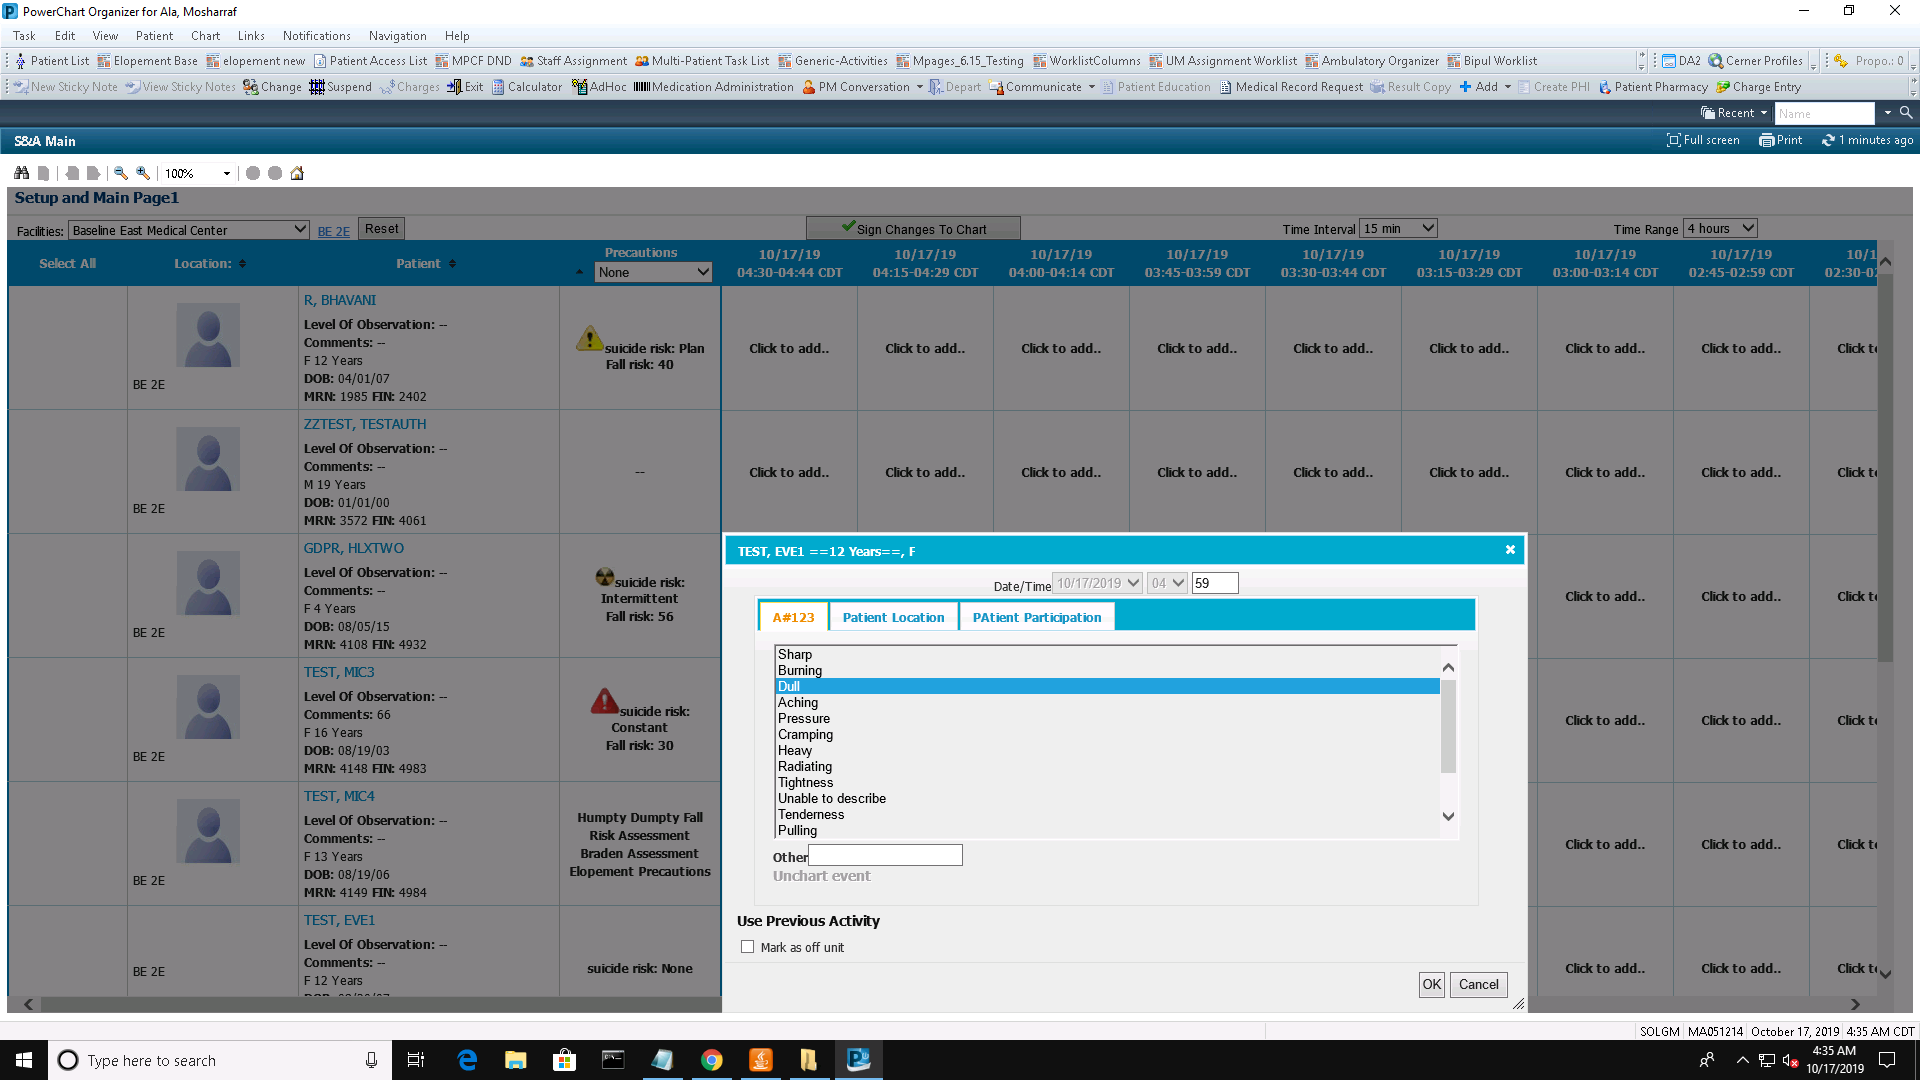 PowerChart Organizer for Ala, Mosharraf
Task Edit View Patient Chart Links Notifications Navigation Help
Patient List Elopement Base elopement new Patient Access List MPCF DND Staff Assignment Multi-Patient Task List Generic-Activities Mpages_6.15_Testing WorklistColumns UM Assignment Worklist Ambulatory Organizer Bipul Worklist DA2 Cerner Profiles Propo.: 0
New Sticky Note View Sticky Notes Change Suspend Charges Exit Calculator AdHoc Medication Administration PM Conversation Depart Communicate Patient Education Medical Record Request Result Copy Add Create PHI Patient Pharmacy Charge Entry
Recent Name
S&A Main Full screen Print 1 minutes ago
100%
Setup and Main Page1
Facilities: Baseline East Medical Center BE 2E Reset Sign Changes To Chart Time Interval 15 min Time Range 4 hours
Select All Location: Patient Precautions None
10/17/19 10/17/19 10/17/19 10/17/19 10/17/19 10/17/19 10/17/19 10/17/19 10/1
04:30-04:44 CDT 04:15-04:29 CDT 04:00-04:14 CDT 03:45-03:59 CDT 03:30-03:44 CDT 03:15-03:29 CDT 03:00-03:14 CDT 02:45-02:59 CDT 02:30-0
R, BHAVANI
Level Of Observation: --
Comments: --
F 12 Years
DOB: 04/01/07
MRN: 1985 FIN: 2402
BE 2E
suicide risk: Plan
Fall risk: 40
Click to add.. Click to add.. Click to add.. Click to add.. Click to add.. Click to add.. Click to add.. Click to add.. Click t
ZZTEST, TESTAUTH
Level Of Observation: --
Comments: --
M 19 Years
DOB: 01/01/00
MRN: 3572 FIN: 4061
BE 2E
--
Click to add.. Click to add.. Click to add.. Click to add.. Click to add.. Click to add.. Click to add.. Click to add.. Click t
GDPR, HLXTWO
Level Of Observation: --
Comments: --
F 4 Years
DOB: 08/05/15
MRN: 4108 FIN: 4932
BE 2E
suicide risk:
Intermittent
Fall risk: 56
Click to add.. Click to add.. Click t
TEST, MIC3
Level Of Observation: --
Comments: 66
F 16 Years
DOB: 08/19/03
MRN: 4148 FIN: 4983
BE 2E
suicide risk:
Constant
Fall risk: 30
Click to add.. Click to add.. Click t
TEST, MIC4
Level Of Observation: --
Comments: --
F 13 Years
DOB: 08/19/06
MRN: 4149 FIN: 4984
BE 2E
Humpty Dumpty Fall
Risk Assessment
Braden Assessment
Elopement Precautions
Click to add.. Click to add.. Click t
TEST, EVE1
Level Of Observation: --
Comments: --
F 12 Years
BE 2E
suicide risk: None
Click to add.. Click to add.. Click t
TEST, EVE1 ==12 Years==, F
Date/Time 10/17/2019 04 59
A#123 Patient Location PAtient Participation
Sharp
Burning
Dull
Aching
Pressure
Cramping
Heavy
Radiating
Tightness
Unable to describe
Tenderness
Pulling
Other
Unchart event
Use Previous Activity
Mark as off unit
OK Cancel
SOLGM MA051214 October 17, 2019 4:35 AM CDT
Type here to search
4:35 AM
10/17/2019